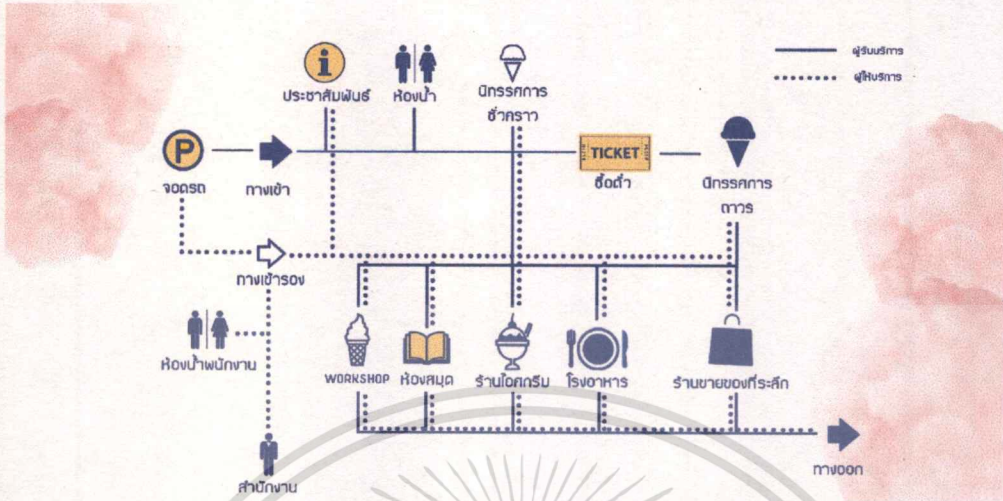 ผู้รับบริการ
ผู้ให้บริการ
ประชาสัมพันธ์
ห้องน้ำ
นิทรรศการ
ชั่วคราว
P
จอดรถ
ทางเข้า
TICKET
ซื้อตั๋ว
นิทรรศการ
ถาวร
ทางเข้ารอง
ห้องน้ำพนักงาน
WORKSHOP
ห้องสมุด
ร้านไอศกรีม
โรงอาหาร
ร้านขายของที่ระลึก
ทางออก
สำนักงาน